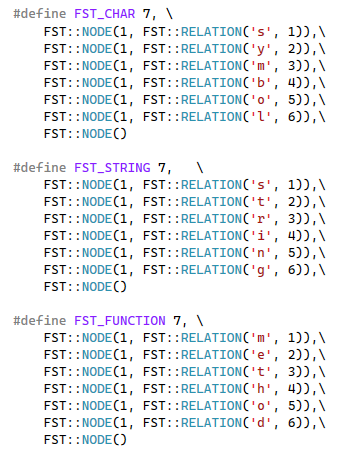 #define FST_CHAR 7, \
    FST::NODE(1, FST::RELATION('s', 1)),\
    FST::NODE(1, FST::RELATION('y', 2)),\
    FST::NODE(1, FST::RELATION('m', 3)),\
    FST::NODE(1, FST::RELATION('b', 4)),\
    FST::NODE(1, FST::RELATION('o', 5)),\
    FST::NODE(1, FST::RELATION('l', 6)),\
    FST::NODE()

#define FST_STRING 7,   \
    FST::NODE(1, FST::RELATION('s', 1)),\
    FST::NODE(1, FST::RELATION('t', 2)),\
    FST::NODE(1, FST::RELATION('r', 3)),\
    FST::NODE(1, FST::RELATION('i', 4)),\
    FST::NODE(1, FST::RELATION('n', 5)),\
    FST::NODE(1, FST::RELATION('g', 6)),\
    FST::NODE()

#define FST_FUNCTION 7, \
    FST::NODE(1, FST::RELATION('m', 1)),\
    FST::NODE(1, FST::RELATION('e', 2)),\
    FST::NODE(1, FST::RELATION('t', 3)),\
    FST::NODE(1, FST::RELATION('h', 4)),\
    FST::NODE(1, FST::RELATION('o', 5)),\
    FST::NODE(1, FST::RELATION('d', 6)),\
    FST::NODE()